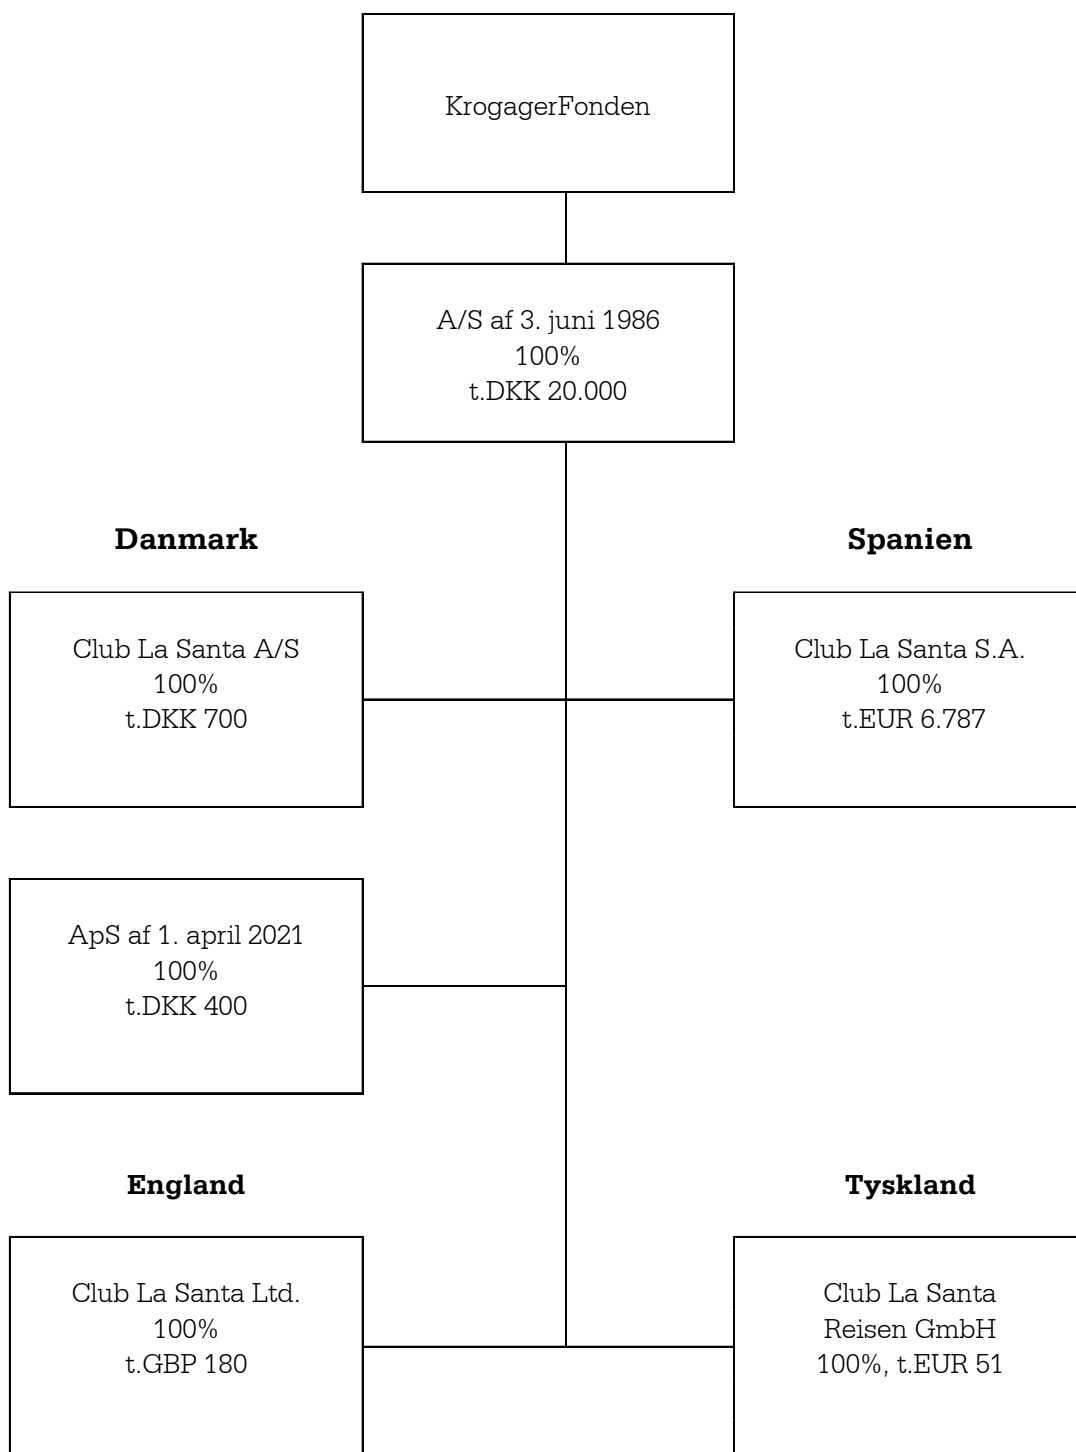 KrogagerFonden
A/S af 3. juni 1986
100%
t.DKK 20.000
Danmark
Spanien
Club La Santa A/S
100%
t.DKK 700
Club La Santa S.A.
100%
t.EUR 6.787
ApS af 1. april 2021
100%
t.DKK 400
England
Tyskland
Club La Santa Ltd.
100%
t.GBP 180
Club La Santa
Reisen GmbH
100%, t.EUR 51